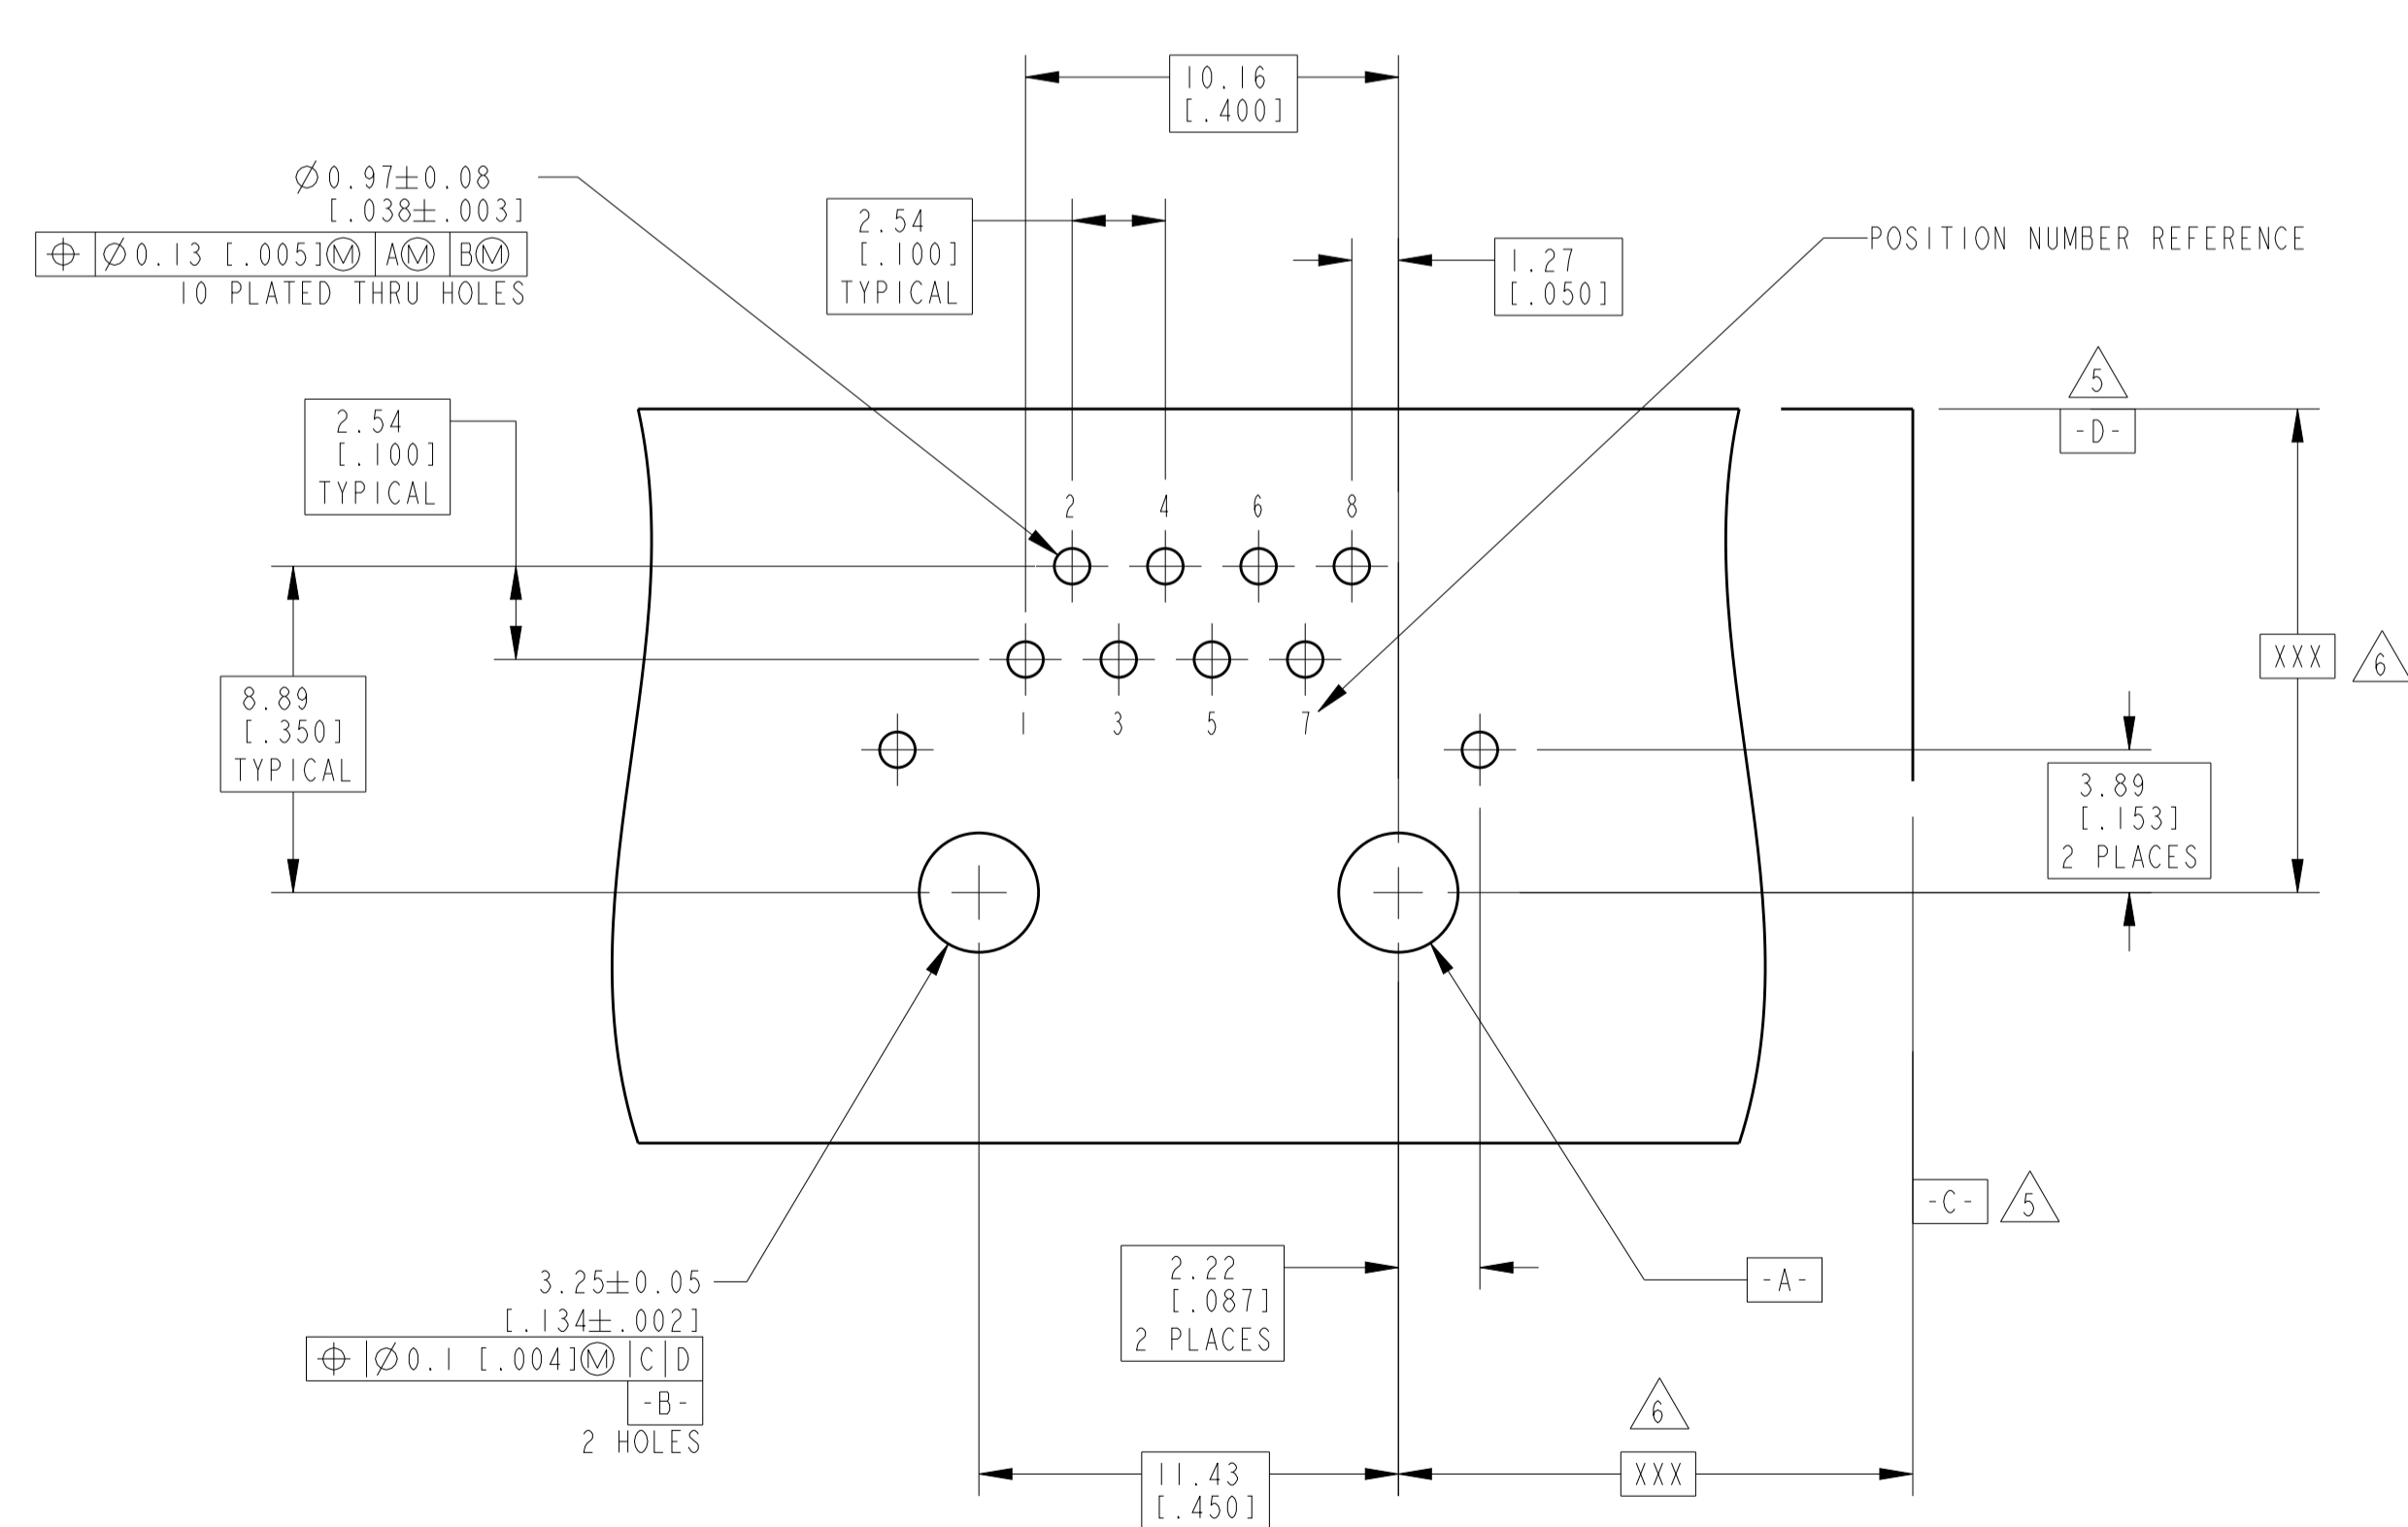 10.16
[.400]
Ø0.97±0.08
[.038±.003]
⌖ Ø0.13 [.005]Ⓜ AⓂ BⓂ
10 PLATED THRU HOLES
2.54
[.100]
TYPICAL
1.27
[.050]
POSITION NUMBER REFERENCE
5
-D-
2.54
[.100]
TYPICAL
2 4 6 8
XXX 6
8.89
[.350]
TYPICAL
1 3 5 7
3.89
[.153]
2 PLACES
-C- 5
2.22
[.087]
2 PLACES
-A-
3.25±0.05
[.134±.002]
⌖|Ø0.1 [.004]Ⓜ|C|D
-B-
2 HOLES
6
XXX
11.43
[.450]